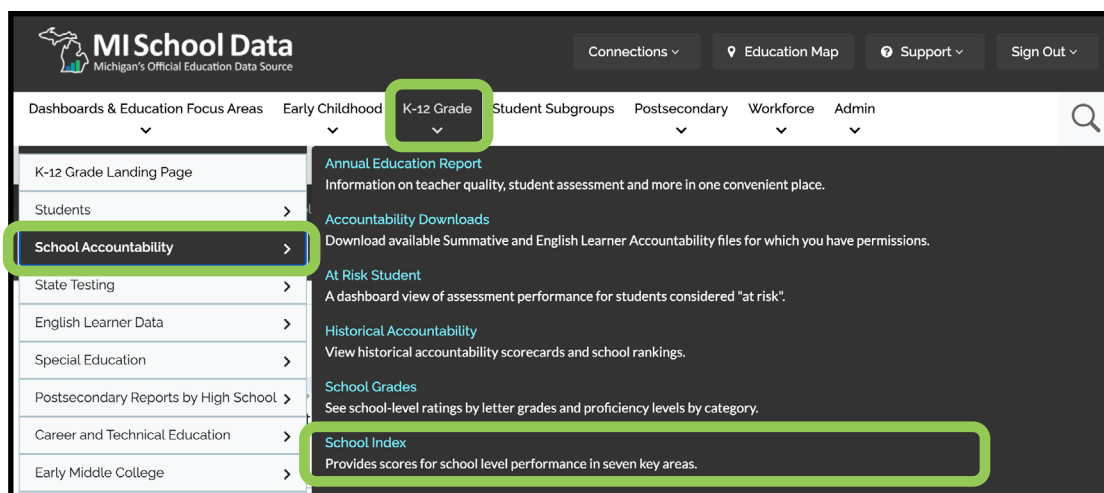 MI School Data
Michigan's Official Education Data Source
Connections
Education Map
Support
Sign Out
Dashboards & Education Focus Areas
Early Childhood
K-12 Grade
Student Subgroups
Postsecondary
Workforce
Admin
K-12 Grade Landing Page
Students
School Accountability
State Testing
English Learner Data
Special Education
Postsecondary Reports by High School
Career and Technical Education
Early Middle College
Annual Education Report
Information on teacher quality, student assessment and more in one convenient place.
Accountability Downloads
Download available Summative and English Learner Accountability files for which you have permissions.
At Risk Student
A dashboard view of assessment performance for students considered "at risk".
Historical Accountability
View historical accountability scorecards and school rankings.
School Grades
See school-level ratings by letter grades and proficiency levels by category.
School Index
Provides scores for school level performance in seven key areas.